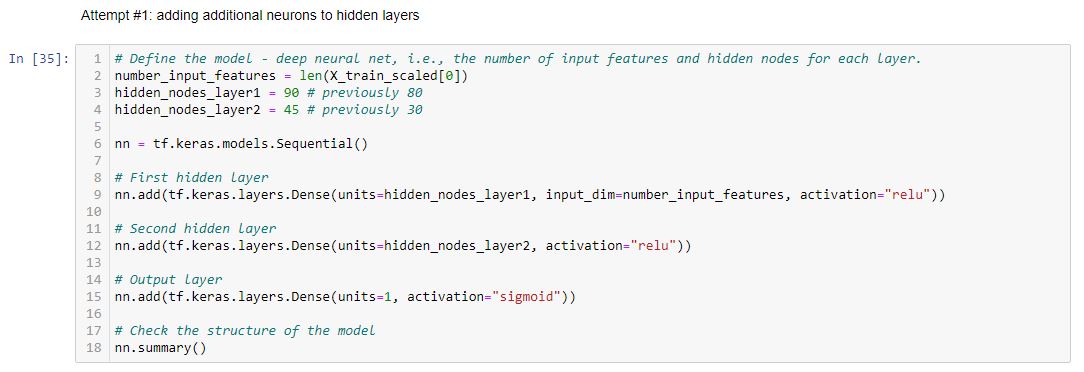 Attempt #1: adding additional neurons to hidden layers
In [35]:
1 # Define the model - deep neural net, i.e., the number of input features and hidden nodes for each layer.
2 number_input_features = len(X_train_scaled[0])
3 hidden_nodes_layer1 = 90 # previously 80
4 hidden_nodes_layer2 = 45 # previously 30
5
6 nn = tf.keras.models.Sequential()
7
8 # First hidden layer
9 nn.add(tf.keras.layers.Dense(units=hidden_nodes_layer1, input_dim=number_input_features, activation="relu"))
10
11 # Second hidden layer
12 nn.add(tf.keras.layers.Dense(units=hidden_nodes_layer2, activation="relu"))
13
14 # Output layer
15 nn.add(tf.keras.layers.Dense(units=1, activation="sigmoid"))
16
17 # Check the structure of the model
18 nn.summary()